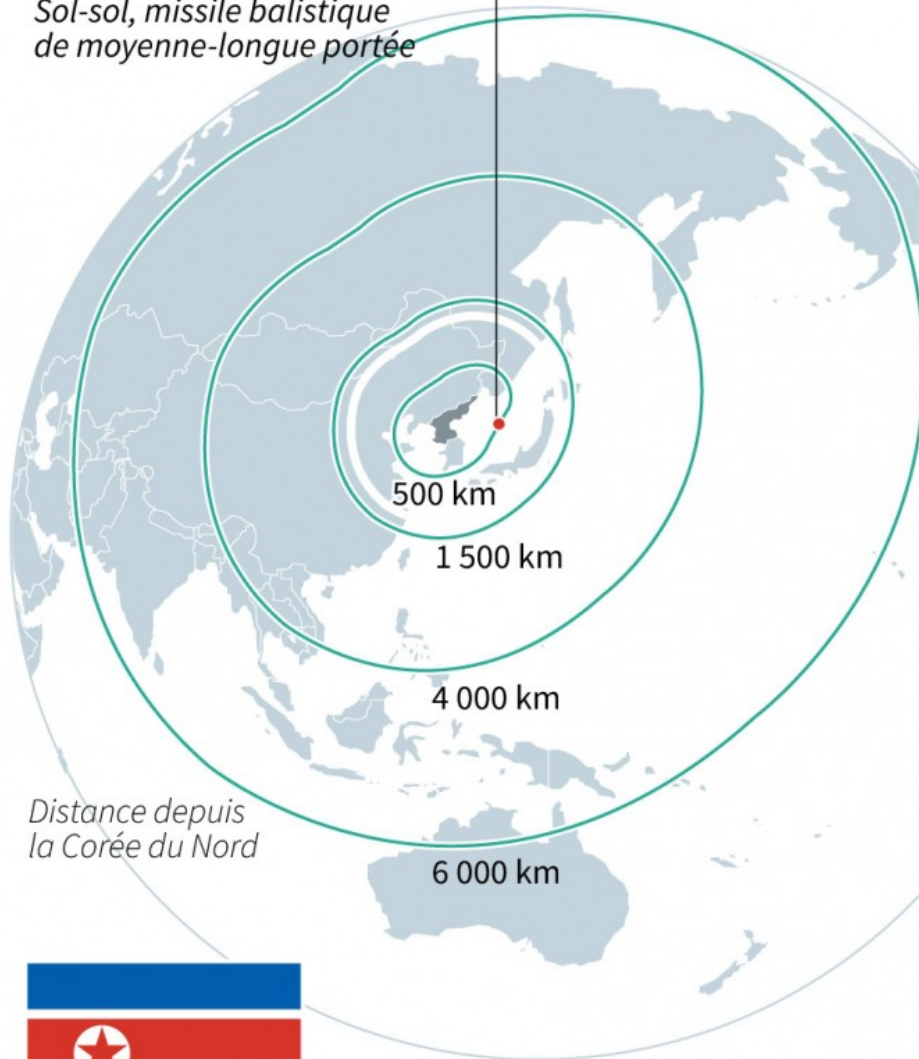 Sol-sol, missile balistique
de moyenne-longue portée
500 km
1 500 km
4 000 km
Distance depuis
la Corée du Nord
6 000 km